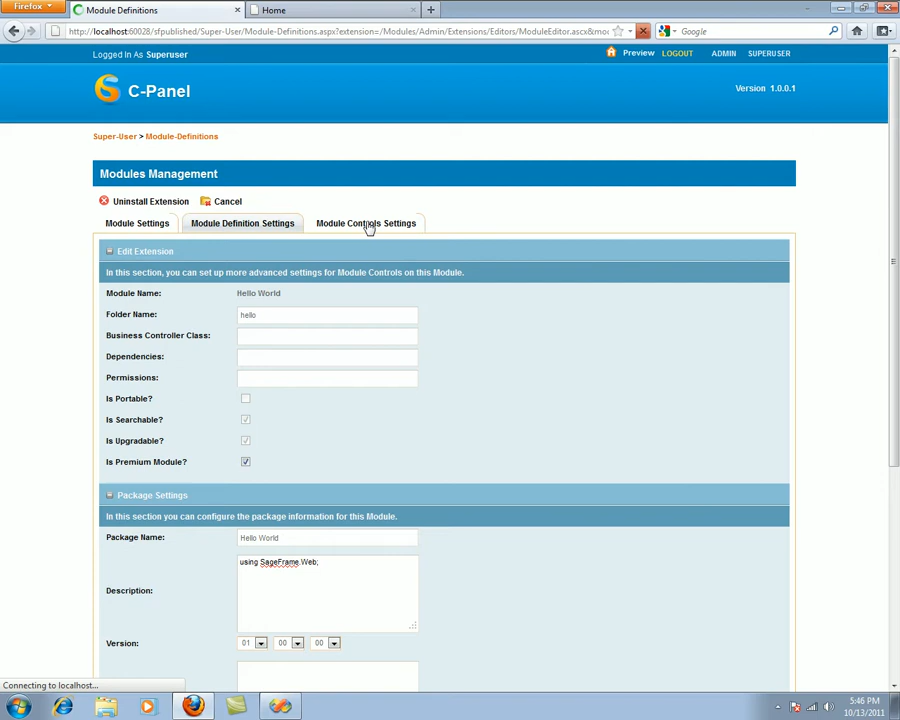 Firefox
Module Definitions
Home
http://localhost:60028/sfpublished/Super-User/Module-Definitions.aspx?extension=/Modules/Admin/Extensions/Editors/ModuleEditor.ascx&mo
Google
Logged In As Superuser
Preview LOGOUT ADMIN SUPERUSER
C-Panel
Version 1.0.0.1
Super-User > Module-Definitions
Modules Management
Uninstall Extension Cancel
Module Settings Module Definition Settings Module Controls Settings
Edit Extension
In this section, you can set up more advanced settings for Module Controls on this Module.
Module Name: Hello World
Folder Name: hello
Business Controller Class:
Dependencies:
Permissions:
Is Portable?
Is Searchable?
Is Upgradable?
Is Premium Module?
Package Settings
In this section you can configure the package information for this Module.
Package Name: Hello World
using SageFrame.Web;
Description:
Version: 01 00 00
Connecting to localhost...
5:46 PM
10/13/2011